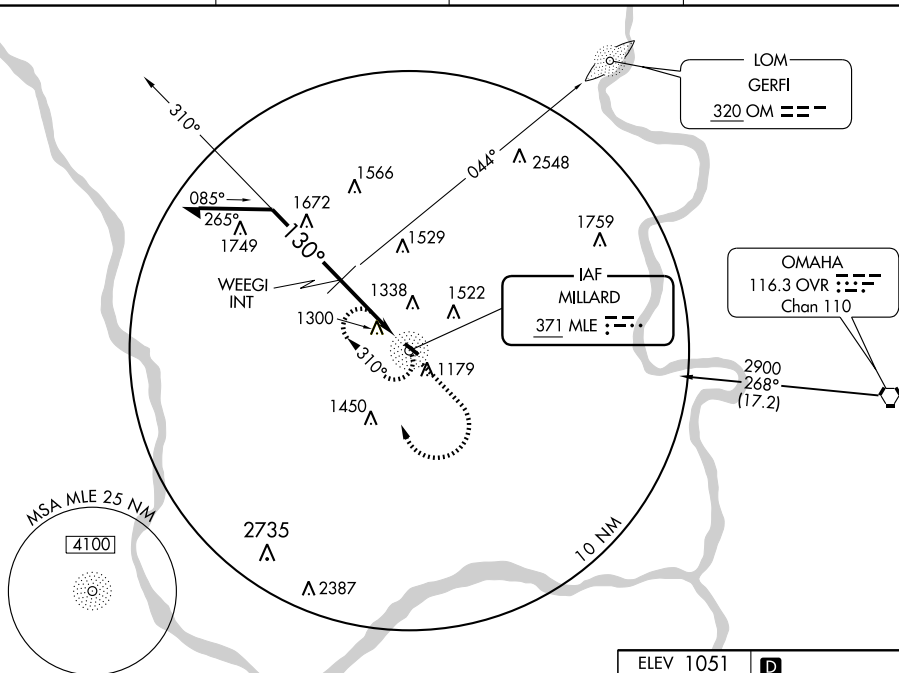 LOM
GERFI
320 OM
310°
044°
2548
1566
085°
265°
1672
1749
130°
1529
1759
WEEGI
INT
1338
1522
1300
310°
1179
1450
IAF
MILLARD
371 MLE
OMAHA
116.3 OVR
Chan 110
2900
268°
(17.2)
MSA MLE 25 NM
4100
2735
2387
10 NM
ELEV 1051
D